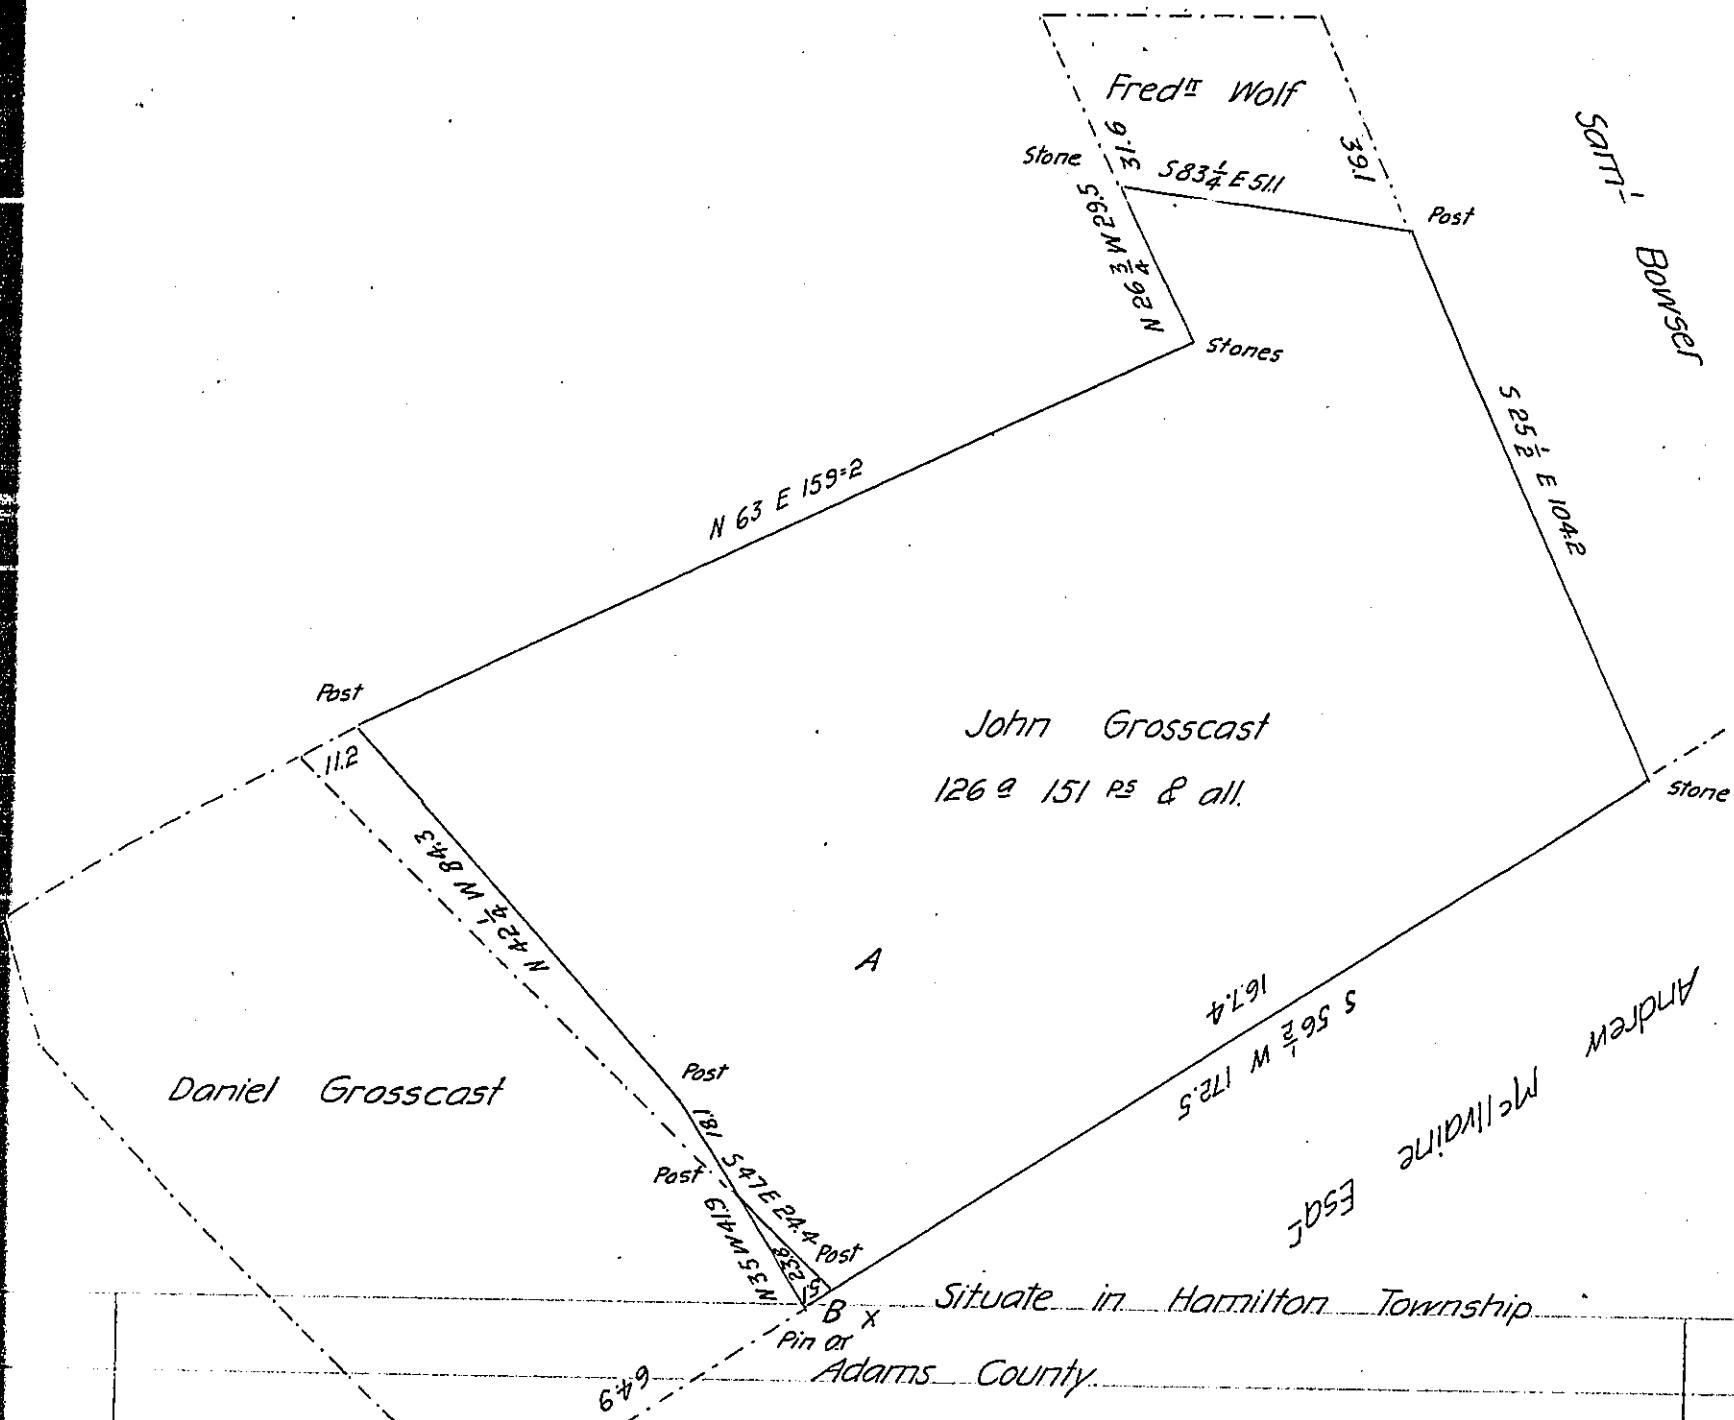 Fredᵏ Wolf
Stone
31.6
39.1
S 83 1/4 E 51.1
Post
Sam.ˡ Bowser
N 26 3/4 W 29.5
Stones
S 25 1/2 E 104.2
N 63 E 159=2
Post
11.2
John Grosscast
126 a 151 ps & all.
Stone
N 42 1/4 W 84.3
A
167.4
S 56 1/2 W 172.5
Andrew McIlvaine Esqr
Daniel Grosscast
Post
18.1
S 47 E 24.4
Post
N 35 W 41.9
23.8
Post
B x
Pin or
Situate in Hamilton Township
Adams County.
64.9